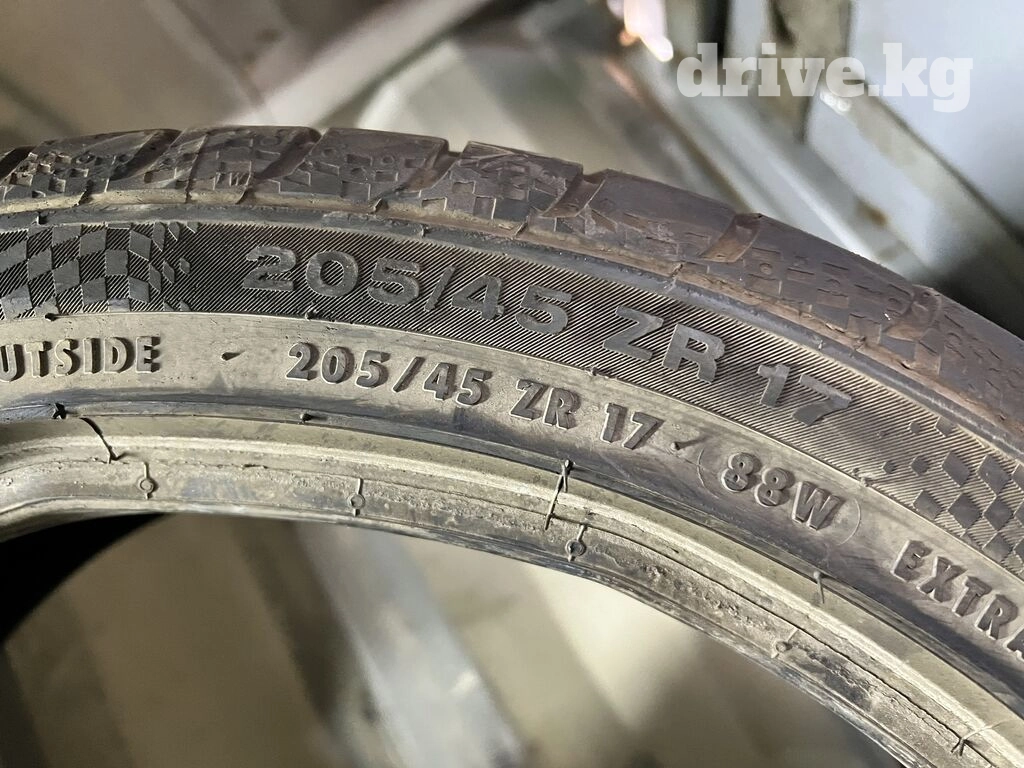 drive.kg
205/45 ZR 17
UTSIDE 205/45 ZR 17 88W EXTRA